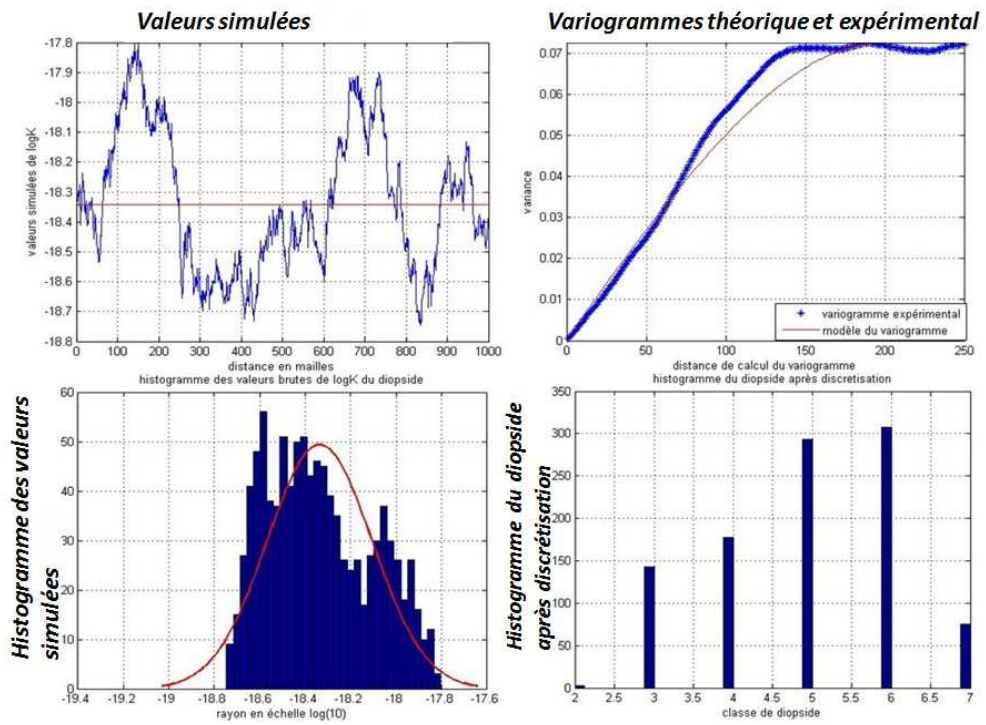 Valeurs simulées
Variogrammes théorique et expérimental
-17.8
-17.9
-18
-18.1
-18.2
-18.3
-18.4
-18.5
-18.6
-18.7
-18.8
valeurs simulées de logK
0 100 200 300 400 500 600 700 800 900 1000
distance en mailles
0.07
0.06
0.05
0.04
0.03
0.02
0.01
0
variance
variogramme expérimental
modèle du variogramme
0 50 100 150 200 250
distance de calcul du variogramme
histogramme des valeurs brutes de logK du diopside
Histogramme des valeurs
simulées
60
50
40
30
20
10
0
-19.4 -19.2 -19 -18.8 -18.6 -18.4 -18.2 -18 -17.8 -17.6
rayon en échelle log(10)
histogramme du diopside après discretisation
Histogramme du diopside
après discrétisation
350
300
250
200
150
100
50
0
2 2.5 3 3.5 4 4.5 5 5.5 6 6.5 7
classe de diopside